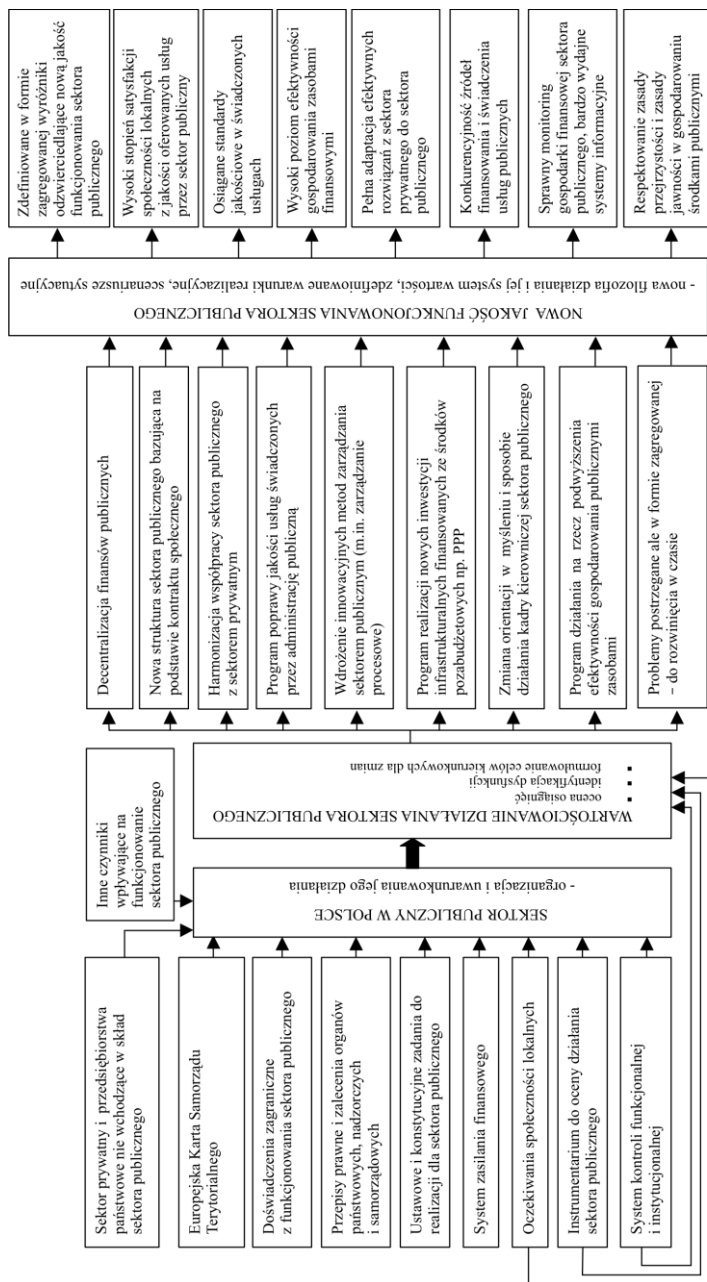 Sektor prywatny i przedsiębiorstwa
państwowe nie wchodzące w skład
sektora publicznego
Europejska Karta Samorządu
Terytorialnego
Doświadczenia zagraniczne
z funkcjonowania sektora publicznego
Przepisy prawne i zalecenia organów
państwowych, nadzorczych
i samorządowych
Ustawowe i konstytucyjne zadania do
realizacji dla sektora publicznego
System zasilania finansowego
Oczekiwania społeczności lokalnych
Instrumentarium do oceny działania
sektora publicznego
System kontroli funkcjonalnej
i instytucjonalnej
Inne czynniki
wpływające na
funkcjonowanie
sektora publicznego
SEKTOR PUBLICZNY W POLSCE
- organizacja i uwarunkowania jego działania
WARTOŚCIOWANIE DZIAŁANIA SEKTORA PUBLICZNEGO
▪ ocena osiągnięć
▪ identyfikacja dysfunkcji
▪ formułowanie celów kierunkowych dla zmian
Decentralizacja finansów publicznych
Nowa struktura sektora publicznego bazująca na
podstawie kontraktu społecznego
Harmonizacja współpracy sektora publicznego
z sektorem prywatnym
Program poprawy jakości usług świadczonych
przez administrację publiczną
Wdrożenie innowacyjnych metod zarządzania
sektorem publicznym (m.in. zarządzanie
procesowe)
Program realizacji nowych inwestycji
infrastrukturalnych finansowanych ze środków
pozabudżetowych np. PPP
Zmiana orientacji w myśleniu i sposobie
działania kadry kierowniczej sektora publicznego
Program działania na rzecz podwyższenia
efektywności gospodarowania publicznymi
zasobami
Problemy postrzegane ale w formie zagregowanej
– do rozwinięcia w czasie
NOWA JAKOŚĆ FUNKCJONOWANIA SEKTORA PUBLICZNEGO
- nowa filozofia działania i jej system wartości, zdefiniowane warunki realizacyjne, scenariusze sytuacyjne
Zdefiniowane w formie
zagregowanej wyróżniki
odzwierciedlające nową jakość
funkcjonowania sektora
publicznego
Wysoki stopień satysfakcji
społeczności lokalnych
z jakości oferowanych usług
przez sektor publiczny
Osiągane standardy
jakościowe w świadczonych
usługach
Wysoki poziom efektywności
gospodarowania zasobami
finansowymi
Pełna adaptacja efektywnych
rozwiązań z sektora
prywatnego do sektora
publicznego
Konkurencyjność źródeł
finansowania i świadczenia
usług publicznych
Sprawny monitoring
gospodarki finansowej sektora
publicznego, bardzo wydajne
systemy informacyjne
Respektowanie zasady
przejrzystości i zasady
jawności w gospodarowaniu
środkami publicznymi